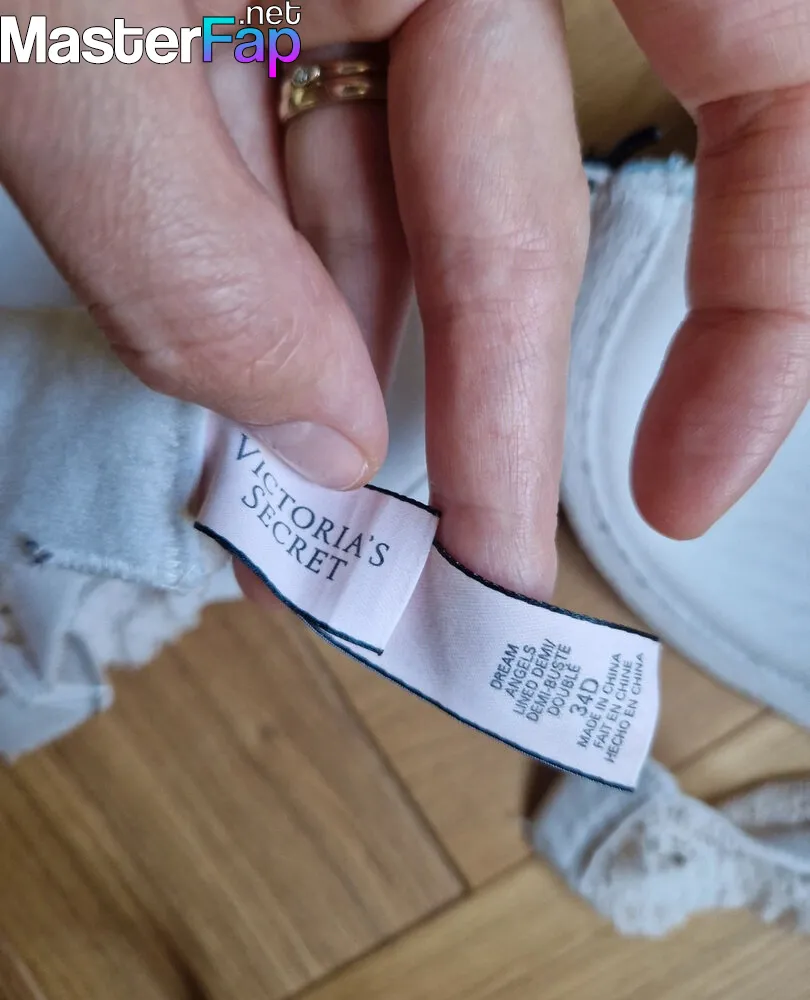 .net
MasterFap
VICTORIA'S
SECRET
DREAM
ANGELS
LINED DEMI/
DEMI-BUSTE
DOUBLÉ
34D
MADE IN CHINA
FAIT EN CHINE
HECHO EN CHINA